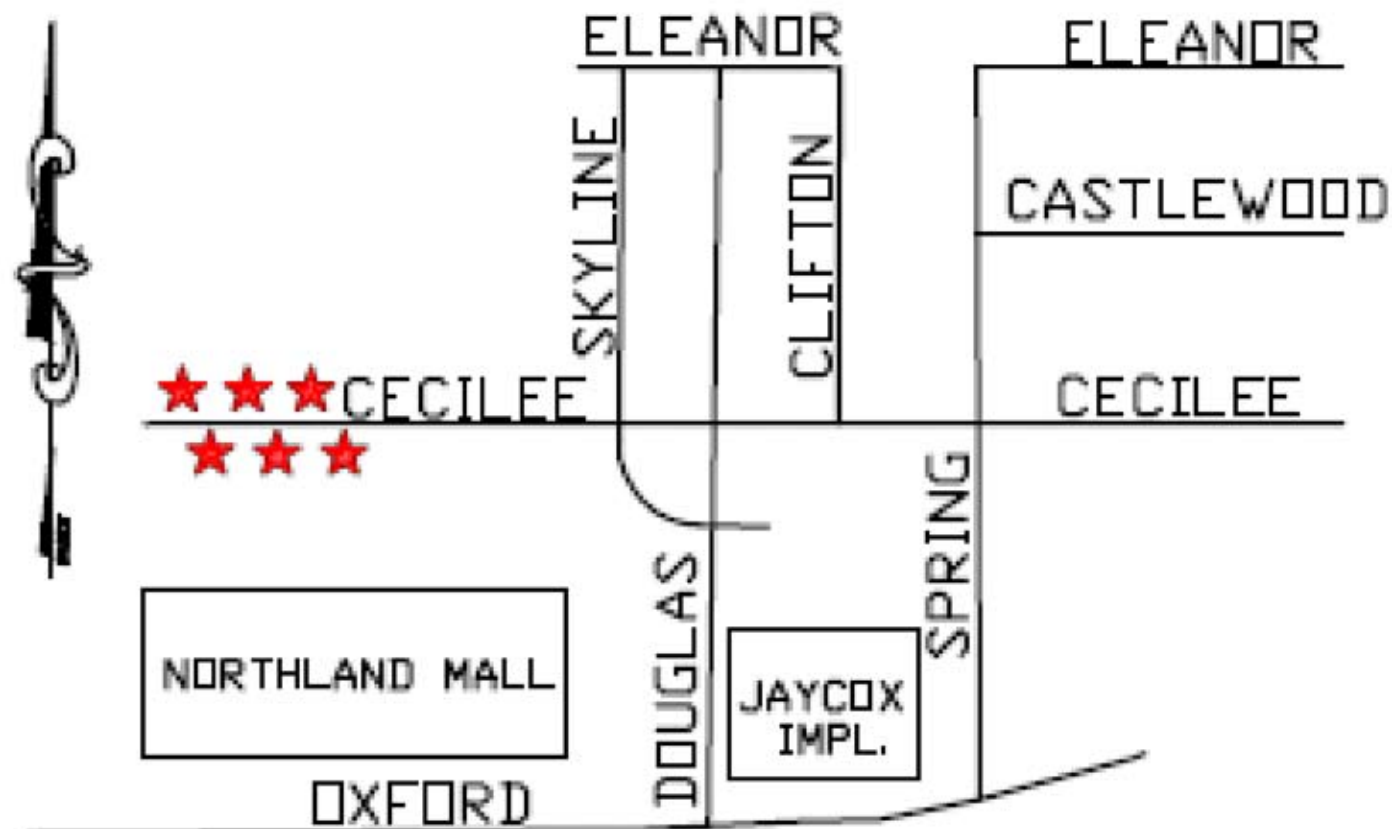 ELEANOR
ELEANOR
SKYLINE
CLIFTON
CASTLEWOOD
CECILEE
CECILEE
SPRING
DOUGLAS
NORTHLAND MALL
JAYCOX
IMPL.
OXFORD